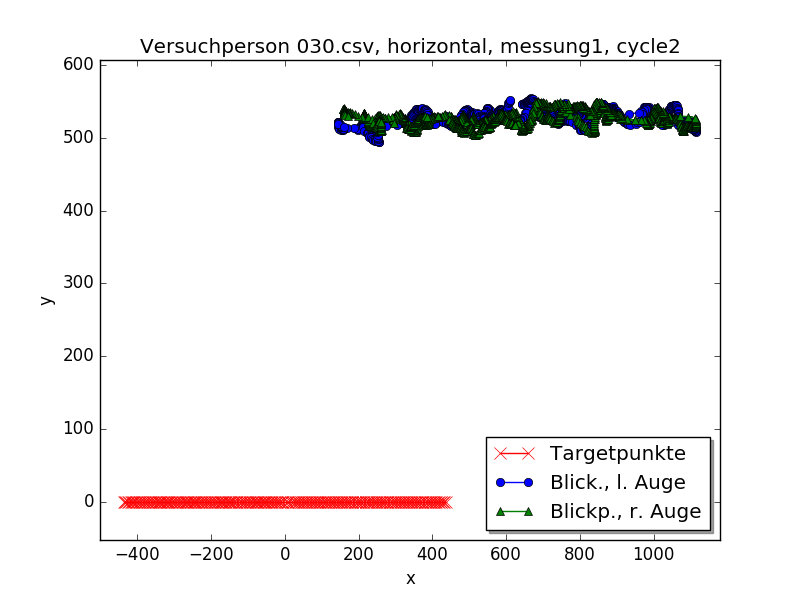 Versuchperson 030.csv, horizontal, messung1, cycle2
600
500
400
300
200
100
0
y
−400 −200 0 200 400 600 800 1000
x
Targetpunkte
Blick., l. Auge
Blickp., r. Auge